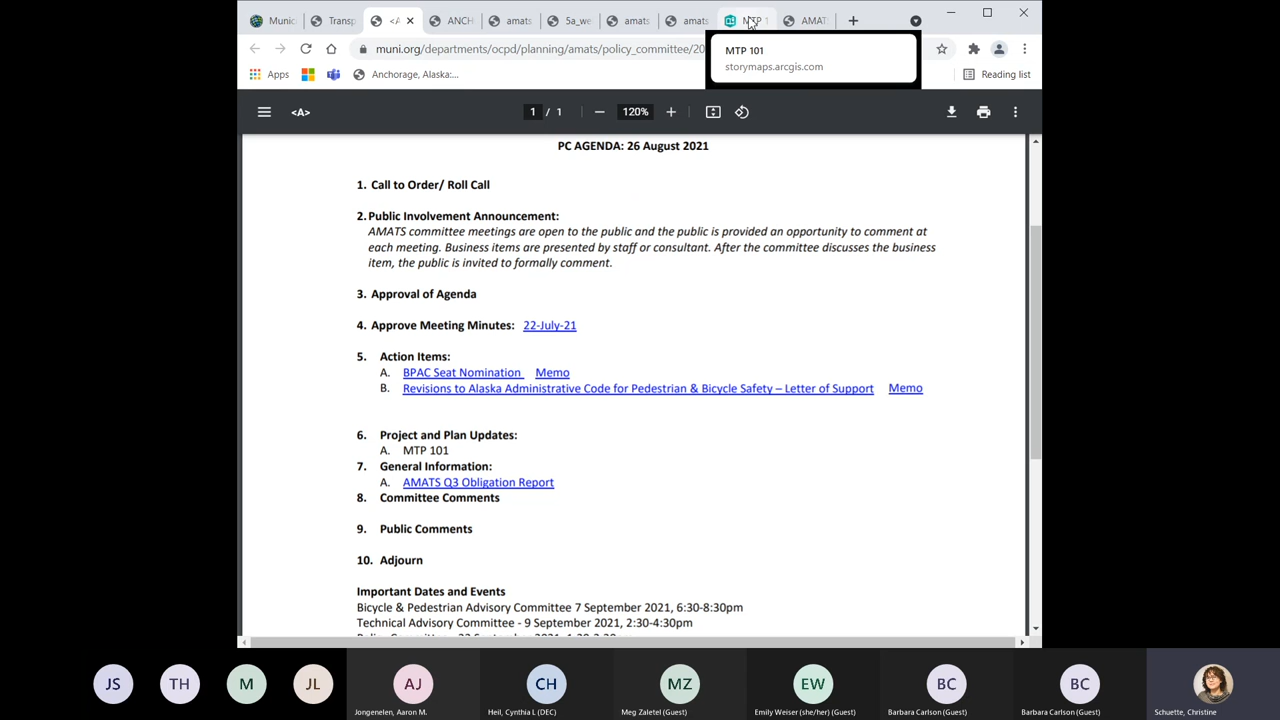 Munic
Transp
<A
ANCH
amats
5a_we
amats
amats
MTP 1
AMAT
muni.org/departments/ocpd/planning/amats/policy_committee/20
MTP 101
storymaps.arcgis.com
Apps
Anchorage, Alaska:...
Reading list
<A>
1 / 1
120%
PC AGENDA: 26 August 2021
1. Call to Order/ Roll Call
2. Public Involvement Announcement:
AMATS committee meetings are open to the public and the public is provided an opportunity to comment at
each meeting. Business items are presented by staff or consultant. After the committee discusses the business
item, the public is invited to formally comment.
3. Approval of Agenda
4. Approve Meeting Minutes: 22-July-21
5. Action Items:
A. BPAC Seat Nomination Memo
B. Revisions to Alaska Administrative Code for Pedestrian & Bicycle Safety – Letter of Support Memo
6. Project and Plan Updates:
A. MTP 101
7. General Information:
A. AMATS Q3 Obligation Report
8. Committee Comments
9. Public Comments
10. Adjourn
Important Dates and Events
Bicycle & Pedestrian Advisory Committee 7 September 2021, 6:30-8:30pm
Technical Advisory Committee - 9 September 2021, 2:30-4:30pm
JS
TH
M
JL
AJ
CH
MZ
EW
BC
BC
Jongenelen, Aaron M.
Heil, Cynthia L (DEC)
Meg Zaletel (Guest)
Emily Weiser (she/her) (Guest)
Barbara Carlson (Guest)
Barbara Carlson (Guest)
Schuette, Christine